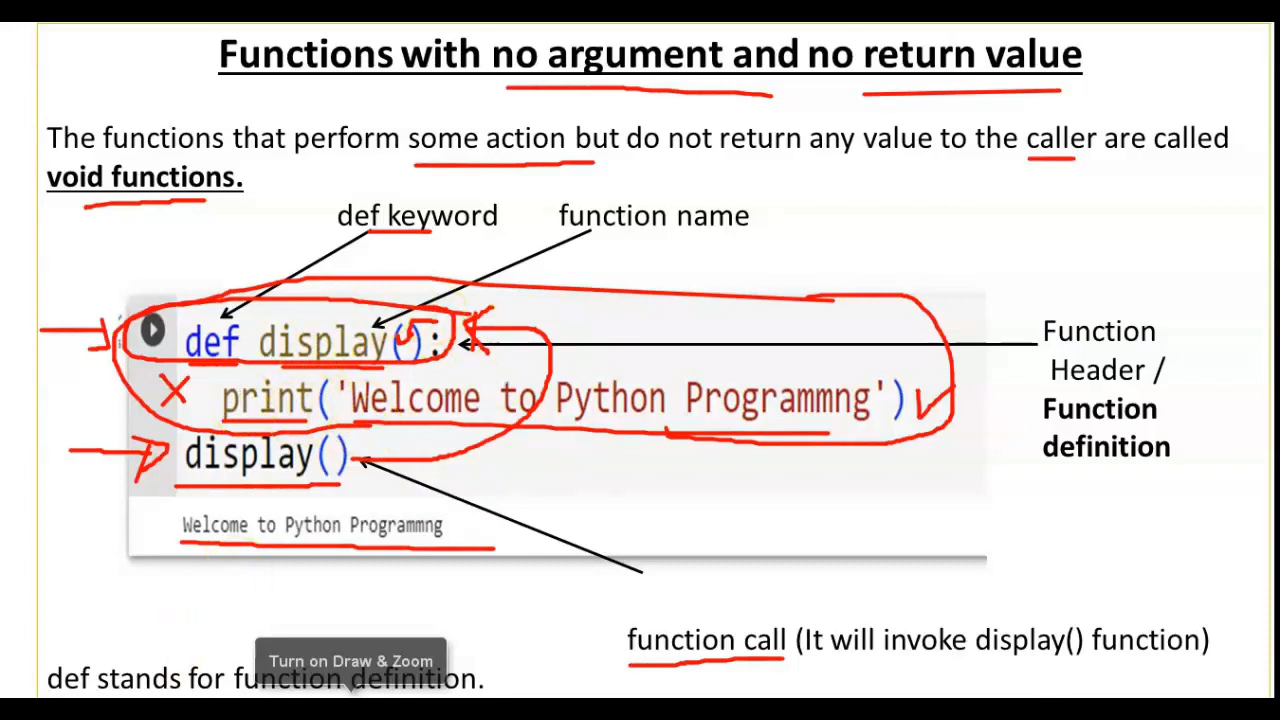 Functions with no argument and no return value
The functions that perform some action but do not return any value to the caller are called
void functions.
def keyword function name
def display():
print('Welcome to Python Programmng')
display()
Welcome to Python Programmng
Function
Header /
Function
definition
function call (It will invoke display() function)
Turn on Draw & Zoom
def stands for function definition.